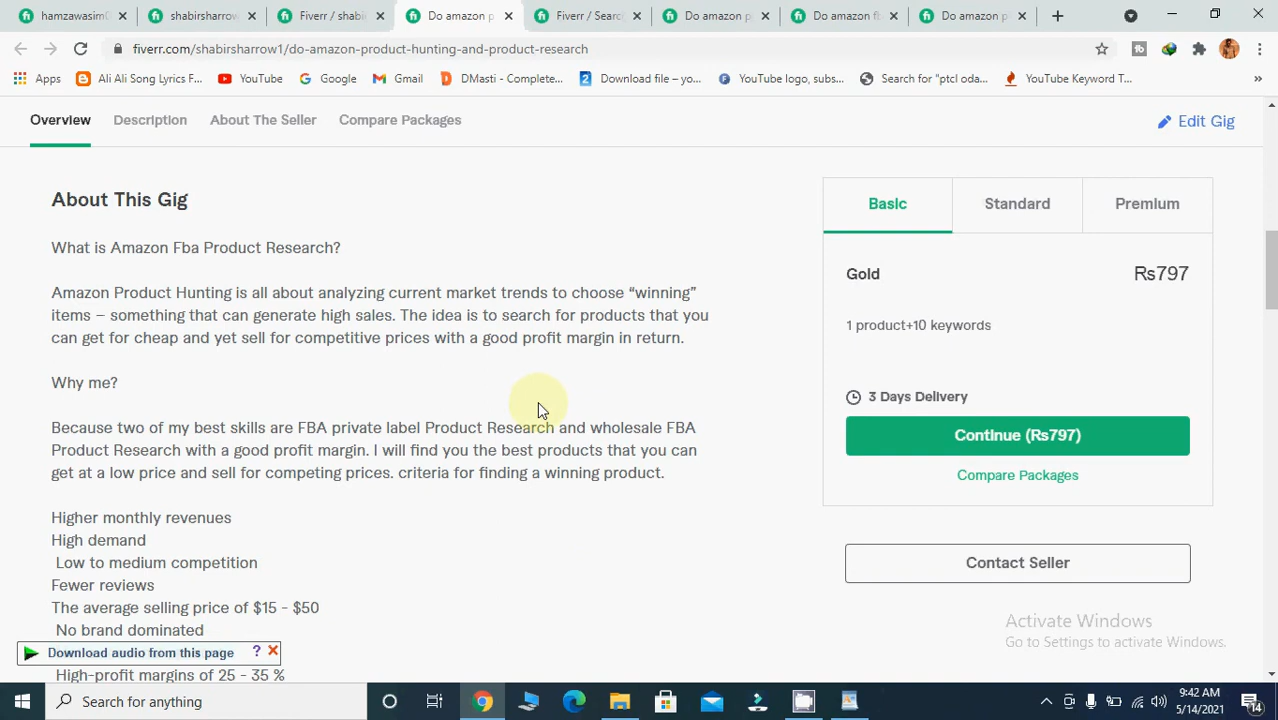 hamzawasim
shabirsharrow
Fiverr / shabi
Do amazon p
Fiverr / Sear
Do amazon p
Do amazon fb
Do amazon p
fiverr.com/shabirsharrow1/do-amazon-product-hunting-and-product-research
Apps
Ali Ali Song Lyrics F...
YouTube
Google
Gmail
DMasti - Complete...
Download file – yo...
YouTube logo, subs...
Search for "ptcl oda...
YouTube Keyword T...
»
Overview
Description
About The Seller
Compare Packages
Edit Gig
About This Gig
What is Amazon Fba Product Research?
Amazon Product Hunting is all about analyzing current market trends to choose “winning”
items – something that can generate high sales. The idea is to search for products that you
can get for cheap and yet sell for competitive prices with a good profit margin in return.
Why me?
Because two of my best skills are FBA private label Product Research and wholesale FBA
Product Research with a good profit margin. I will find you the best products that you can
get at a low price and sell for competing prices. criteria for finding a winning product.
Higher monthly revenues
High demand
Low to medium competition
Fewer reviews
The average selling price of $15 - $50
No brand dominated
High-profit margins of 25 - 35 %
Download audio from this page
?
Basic
Standard
Premium
Gold
Rs797
1 product+10 keywords
3 Days Delivery
Continue (Rs797)
Compare Packages
Contact Seller
Activate Windows
Go to Settings to activate Windows.
Search for anything
9:42 AM
5/14/2021
14